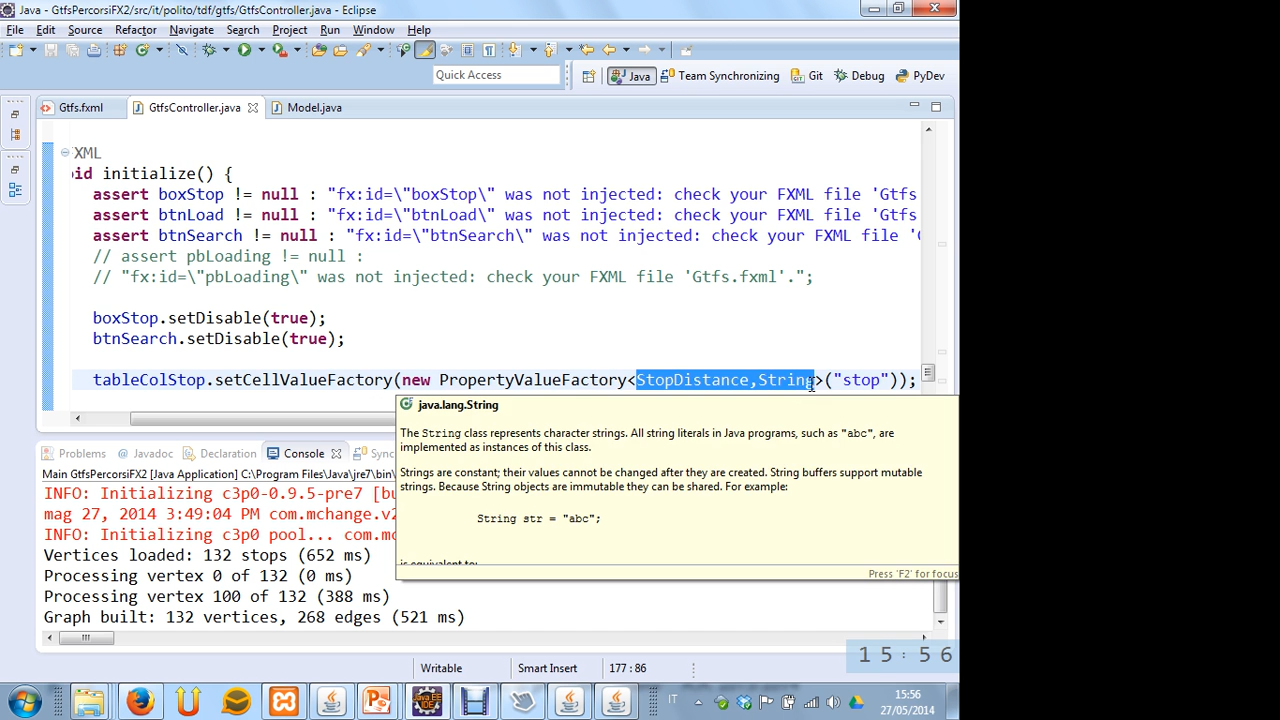 Java - GtfsPercorsiFX2/src/it/polito/tdf/gtfs/GtfsController.java - Eclipse
File Edit Source Refactor Navigate Search Project Run Window Help
Quick Access
Java Team Synchronizing Git Debug PyDev
Gtfs.fxml GtfsController.java Model.java
XML
id initialize() {
assert boxStop != null : "fx:id=\"boxStop\" was not injected: check your FXML file 'Gtfs
assert btnLoad != null : "fx:id=\"btnLoad\" was not injected: check your FXML file 'Gtfs
assert btnSearch != null : "fx:id=\"btnSearch\" was not injected: check your FXML file '
// assert pbLoading != null :
// "fx:id=\"pbLoading\" was not injected: check your FXML file 'Gtfs.fxml'.";
boxStop.setDisable(true);
btnSearch.setDisable(true);
tableColStop.setCellValueFactory(new PropertyValueFactory<StopDistance,String>("stop"));
java.lang.String
The String class represents character strings. All string literals in Java programs, such as "abc", are
implemented as instances of this class.
Strings are constant; their values cannot be changed after they are created. String buffers support mutable
strings. Because String objects are immutable they can be shared. For example:
String str = "abc";
is equivalent to:
Press 'F2' for focus
Problems @ Javadoc Declaration Console Sync
Main GtfsPercorsiFX2 [Java Application] C:\Program Files\Java\jre7\bin\
INFO: Initializing c3p0-0.9.5-pre7 [bu
mag 27, 2014 3:49:04 PM com.mchange.v2
INFO: Initializing c3p0 pool... com.mc
Vertices loaded: 132 stops (652 ms)
Processing vertex 0 of 132 (0 ms)
Processing vertex 100 of 132 (388 ms)
Graph built: 132 vertices, 268 edges (521 ms)
15:56
Writable Smart Insert 177 : 86
Java EE IDE
IT
15:56
27/05/2014